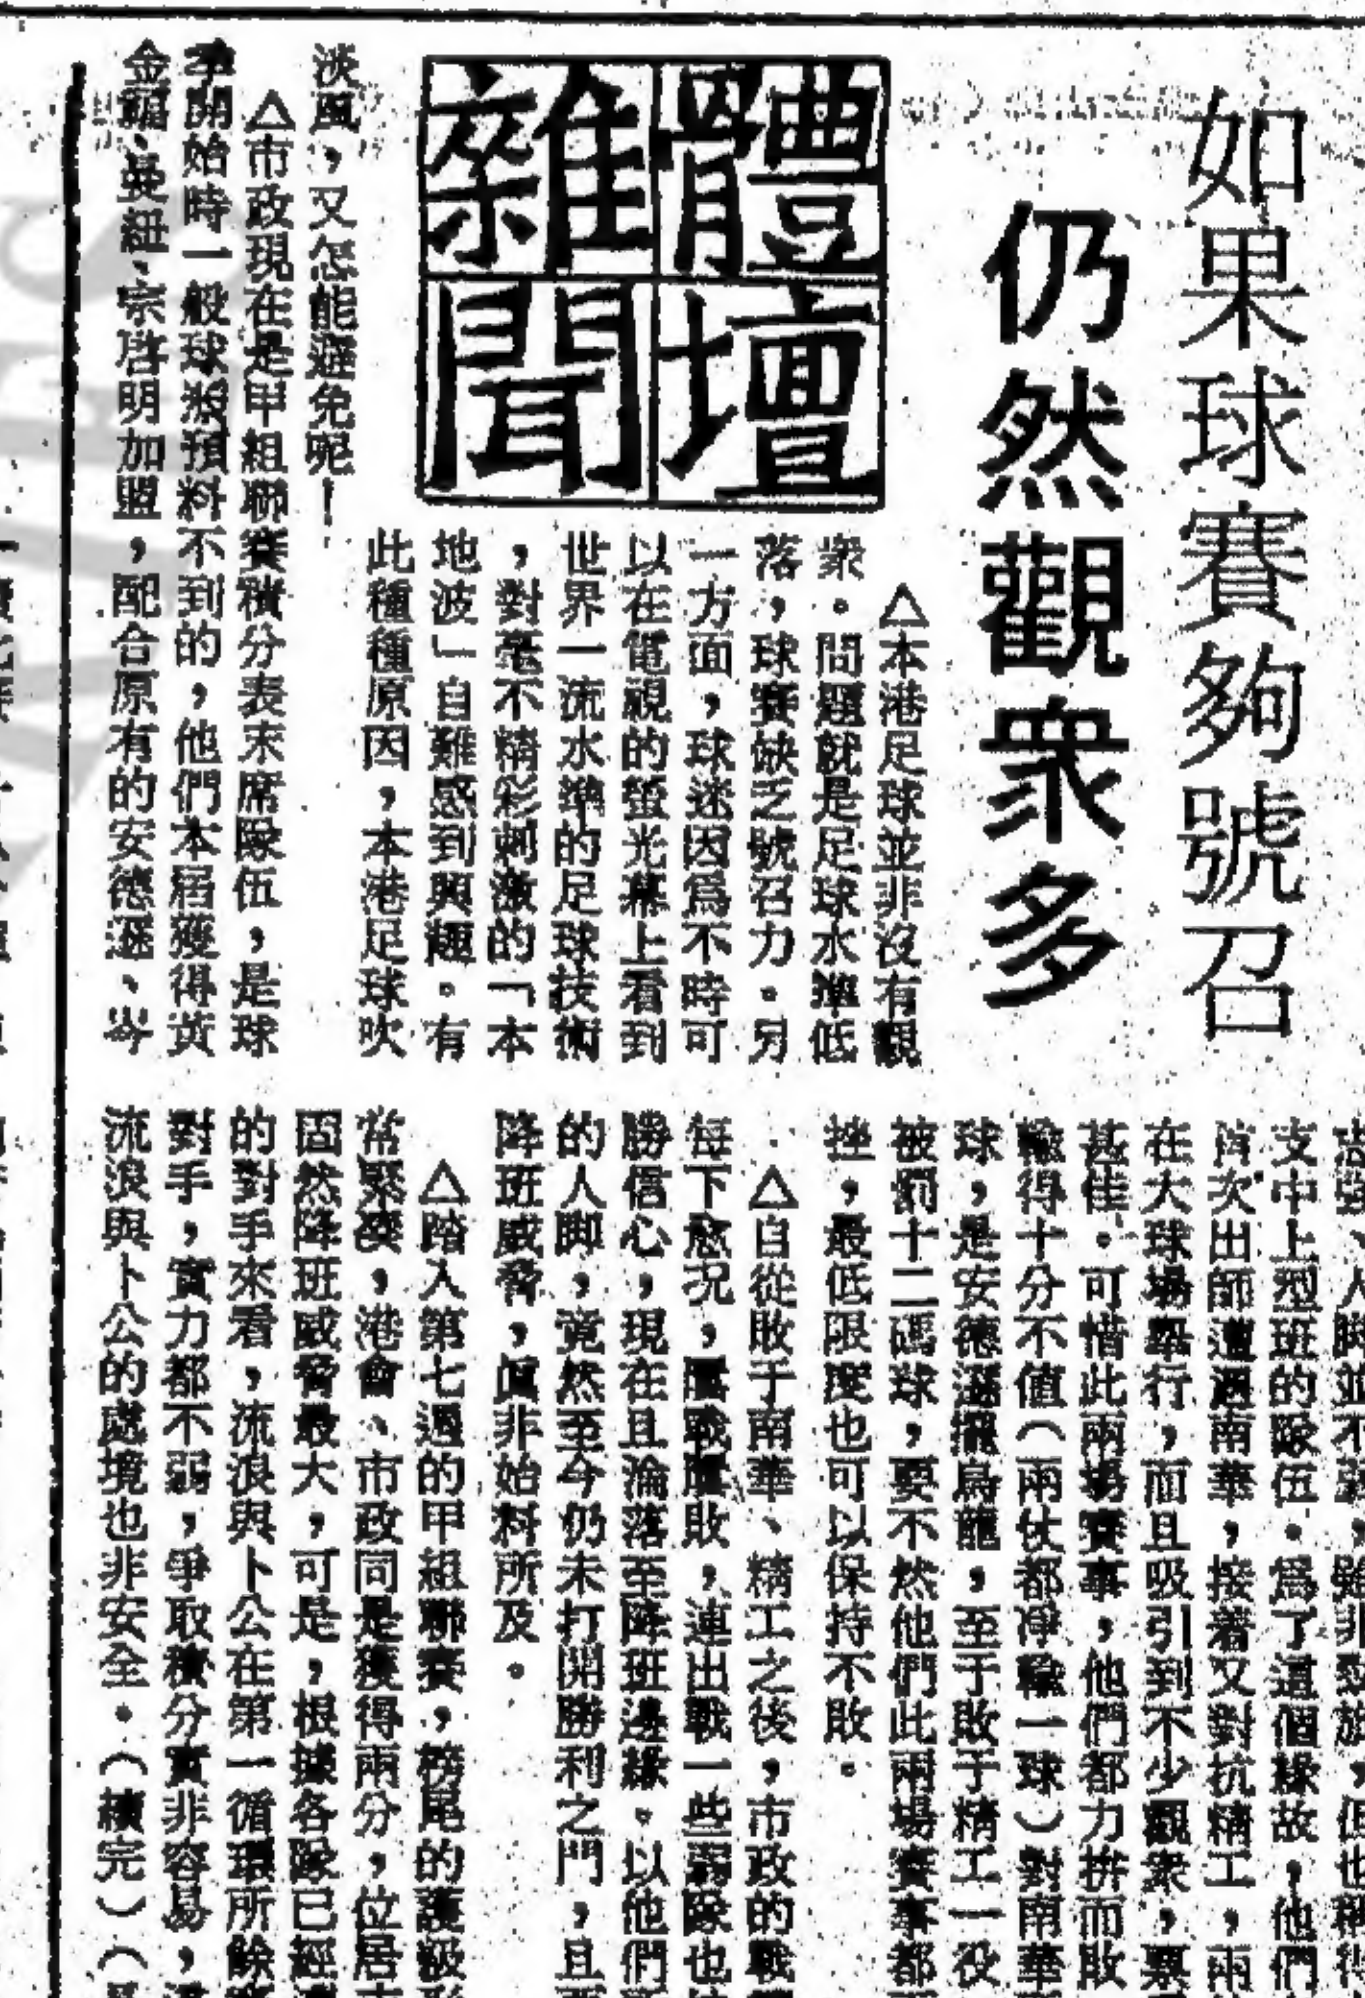 如果球賽夠號召
仍然觀衆多
體壇
雜聞
△本港足球並非沒有觀
衆。問題就是足球水準低
落,球賽缺乏號召力。另
一方面,球迷因爲不時可
以在電視的螢光幕上看到
世界一流水準的足球技術
,對毫不精彩刺激的「本
地波」自難感到興趣。有
此種種原因,本港足球吹
淡風,又怎能避免呢!
△市政現在是甲組聯賽積分表末席隊伍,是球
季開始時一般球業預料不到的,他們本屆獲得黃
金福、吳維、宗啓明加盟,配合原有的安德遜、岑
支中上型班的隊伍。爲了這個緣故,他們
首次出師遭遇南華,接着又對抗精工,兩
在大球場舉行,而且吸引到不少觀衆,票
甚佳。可惜此兩場賽事,他們都力拚而敗
輸得十分不值(兩仗都淨輸一球)對南華
球,是安德遜擺烏龍,至于敗于精工一役
被罰十二碼球,要不然他們此兩場賽事都
挫,最低限度也可以保持不敗。
△自從敗于南華、精工之後,市政的戰
每下愈况,屢戰屢敗,連出戰一些弱隊也
勝信心,現在且淪落至降班邊緣。以他們
的人脚,竟然至今仍未打開勝利之門,且
降班威脅,眞非始料所及。
△踏入第七週的甲組聯賽,榜尾的護級
常緊湊,港會、市政同是獲得兩分,位居
固然降班威脅最大,可是,根據各隊已經
的對手來看,流浪與卜公在第一循環所餘
對手,實力都不弱,爭取積分實非容易,
流浪與卜公的處境也非安全。(續完)(